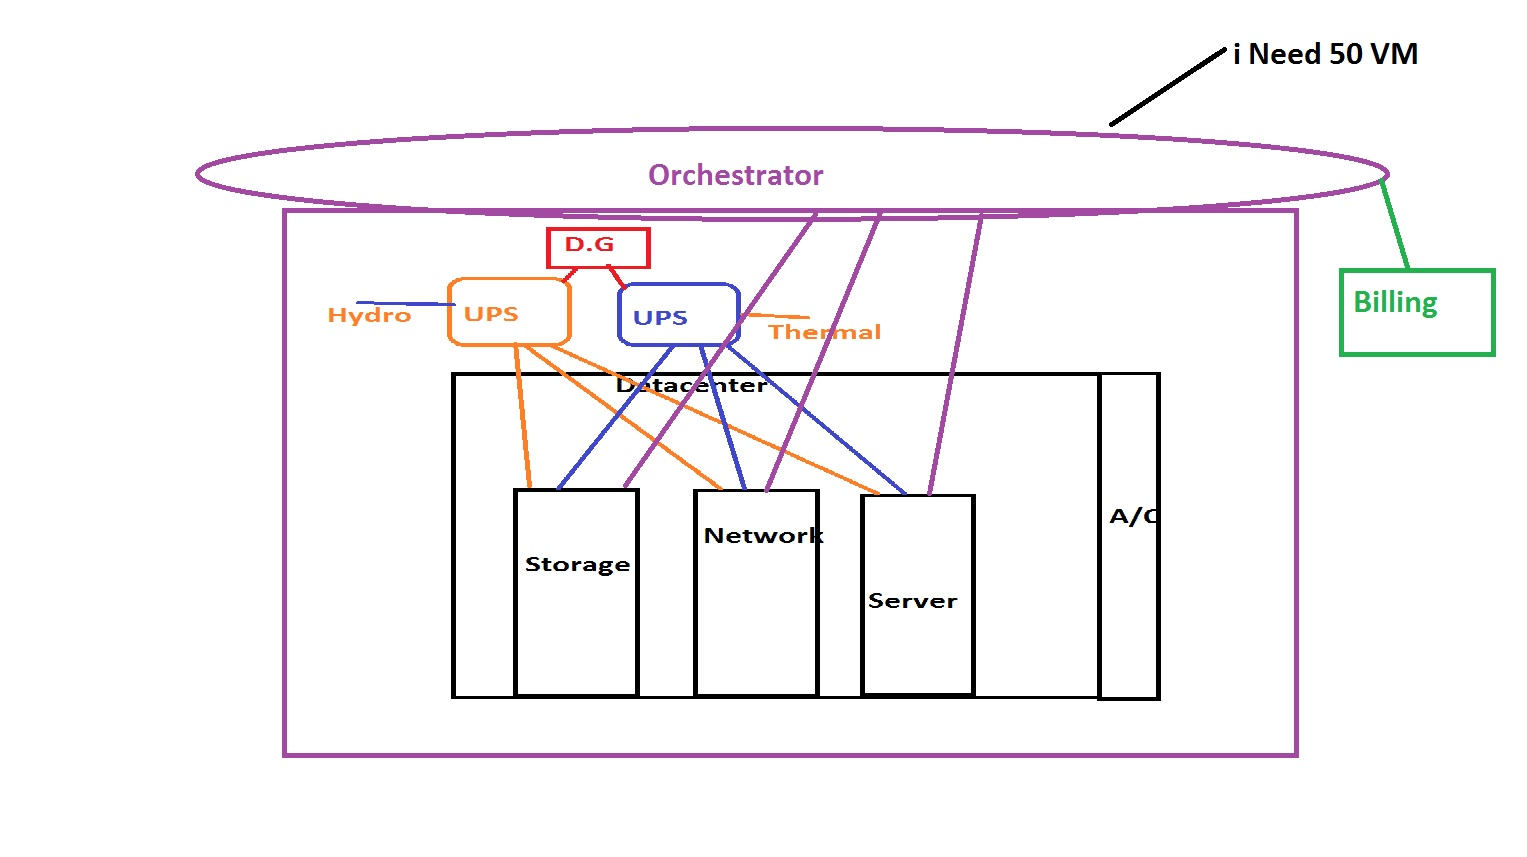 i Need 50 VM
Orchestrator
D.G
Hydro
UPS
UPS
Thermal
Billing
Datacenter
A/C
Storage
Network
Server